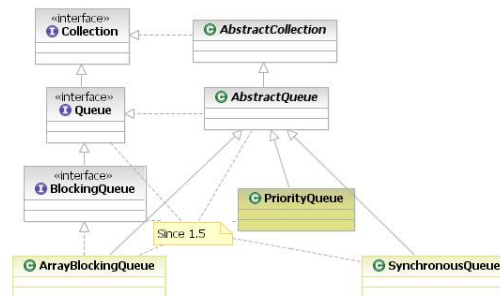 «interface»
Collection
AbstractCollection
«interface»
Queue
AbstractQueue
«interface»
BlockingQueue
PriorityQueue
Since 1.5
ArrayBlockingQueue
SynchronousQueue